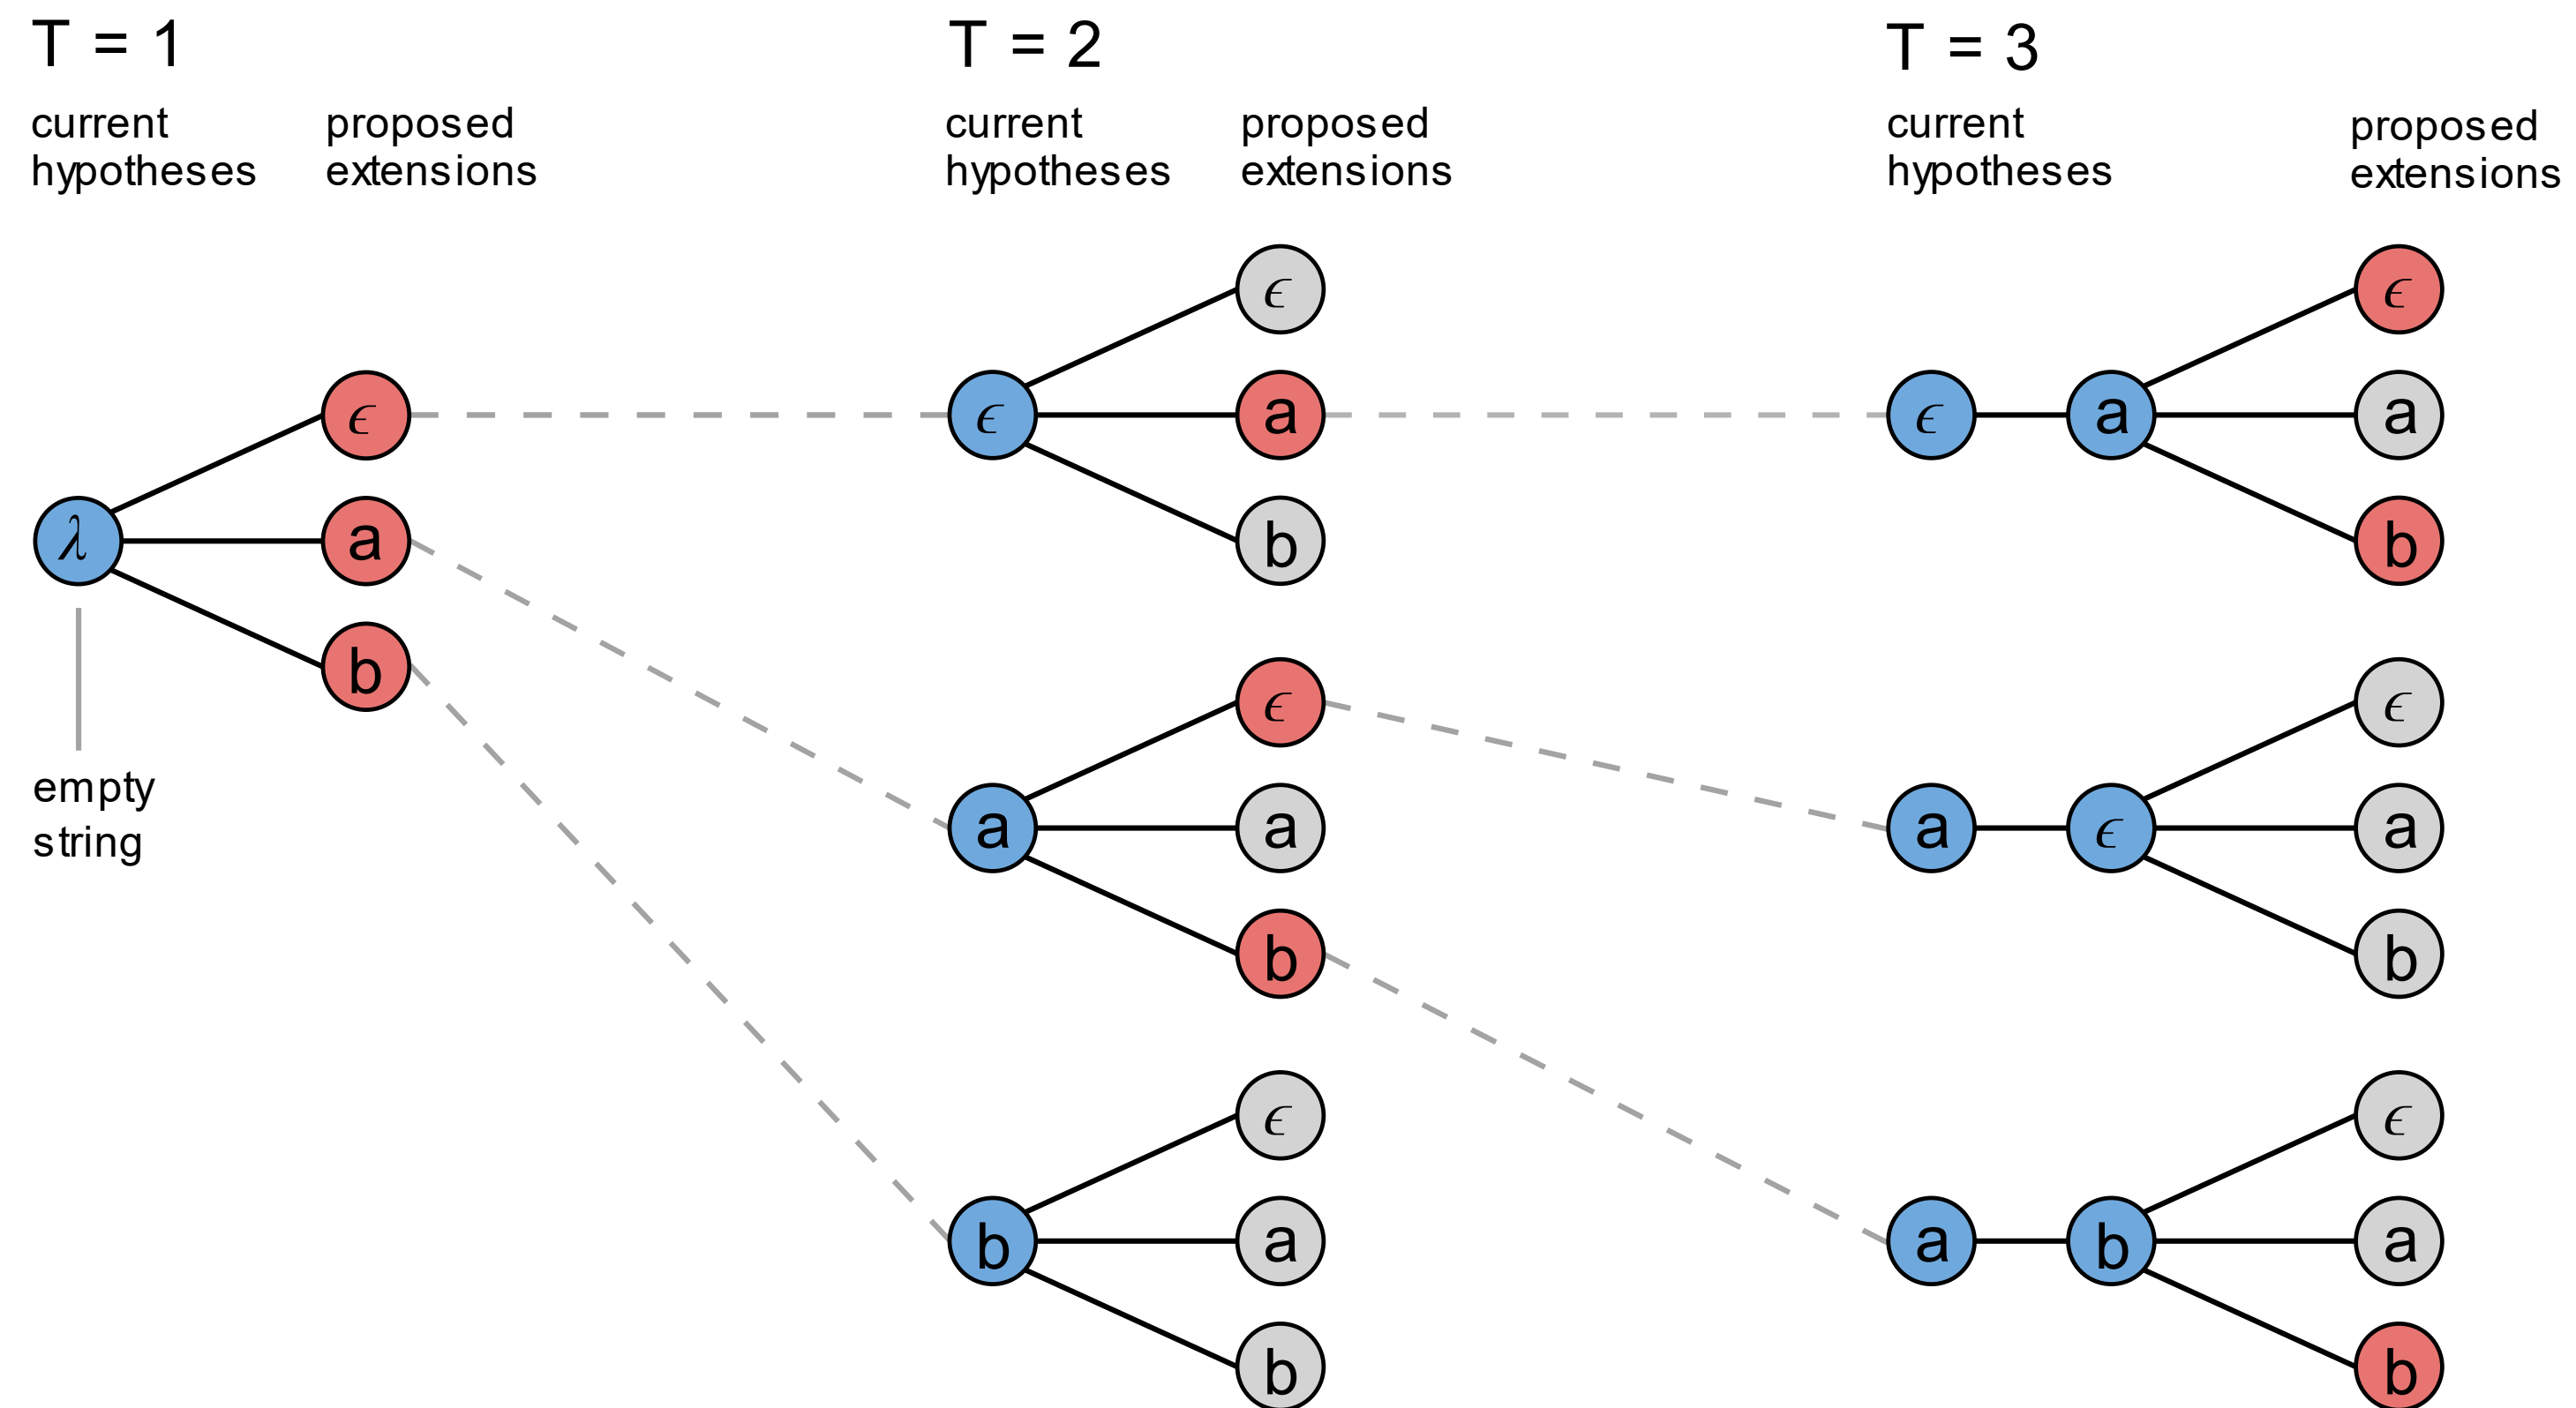 T = 1
T = 2
T = 3
current
hypotheses
proposed
extensions
current
hypotheses
proposed
extensions
current
hypotheses
proposed
extensions
λ
empty
string
ϵ
a
b
ϵ
ϵ
a
b
a
ϵ
a
b
b
ϵ
a
b
ϵ a
ϵ
a
b
a ϵ
ϵ
a
b
a b
ϵ
a
b